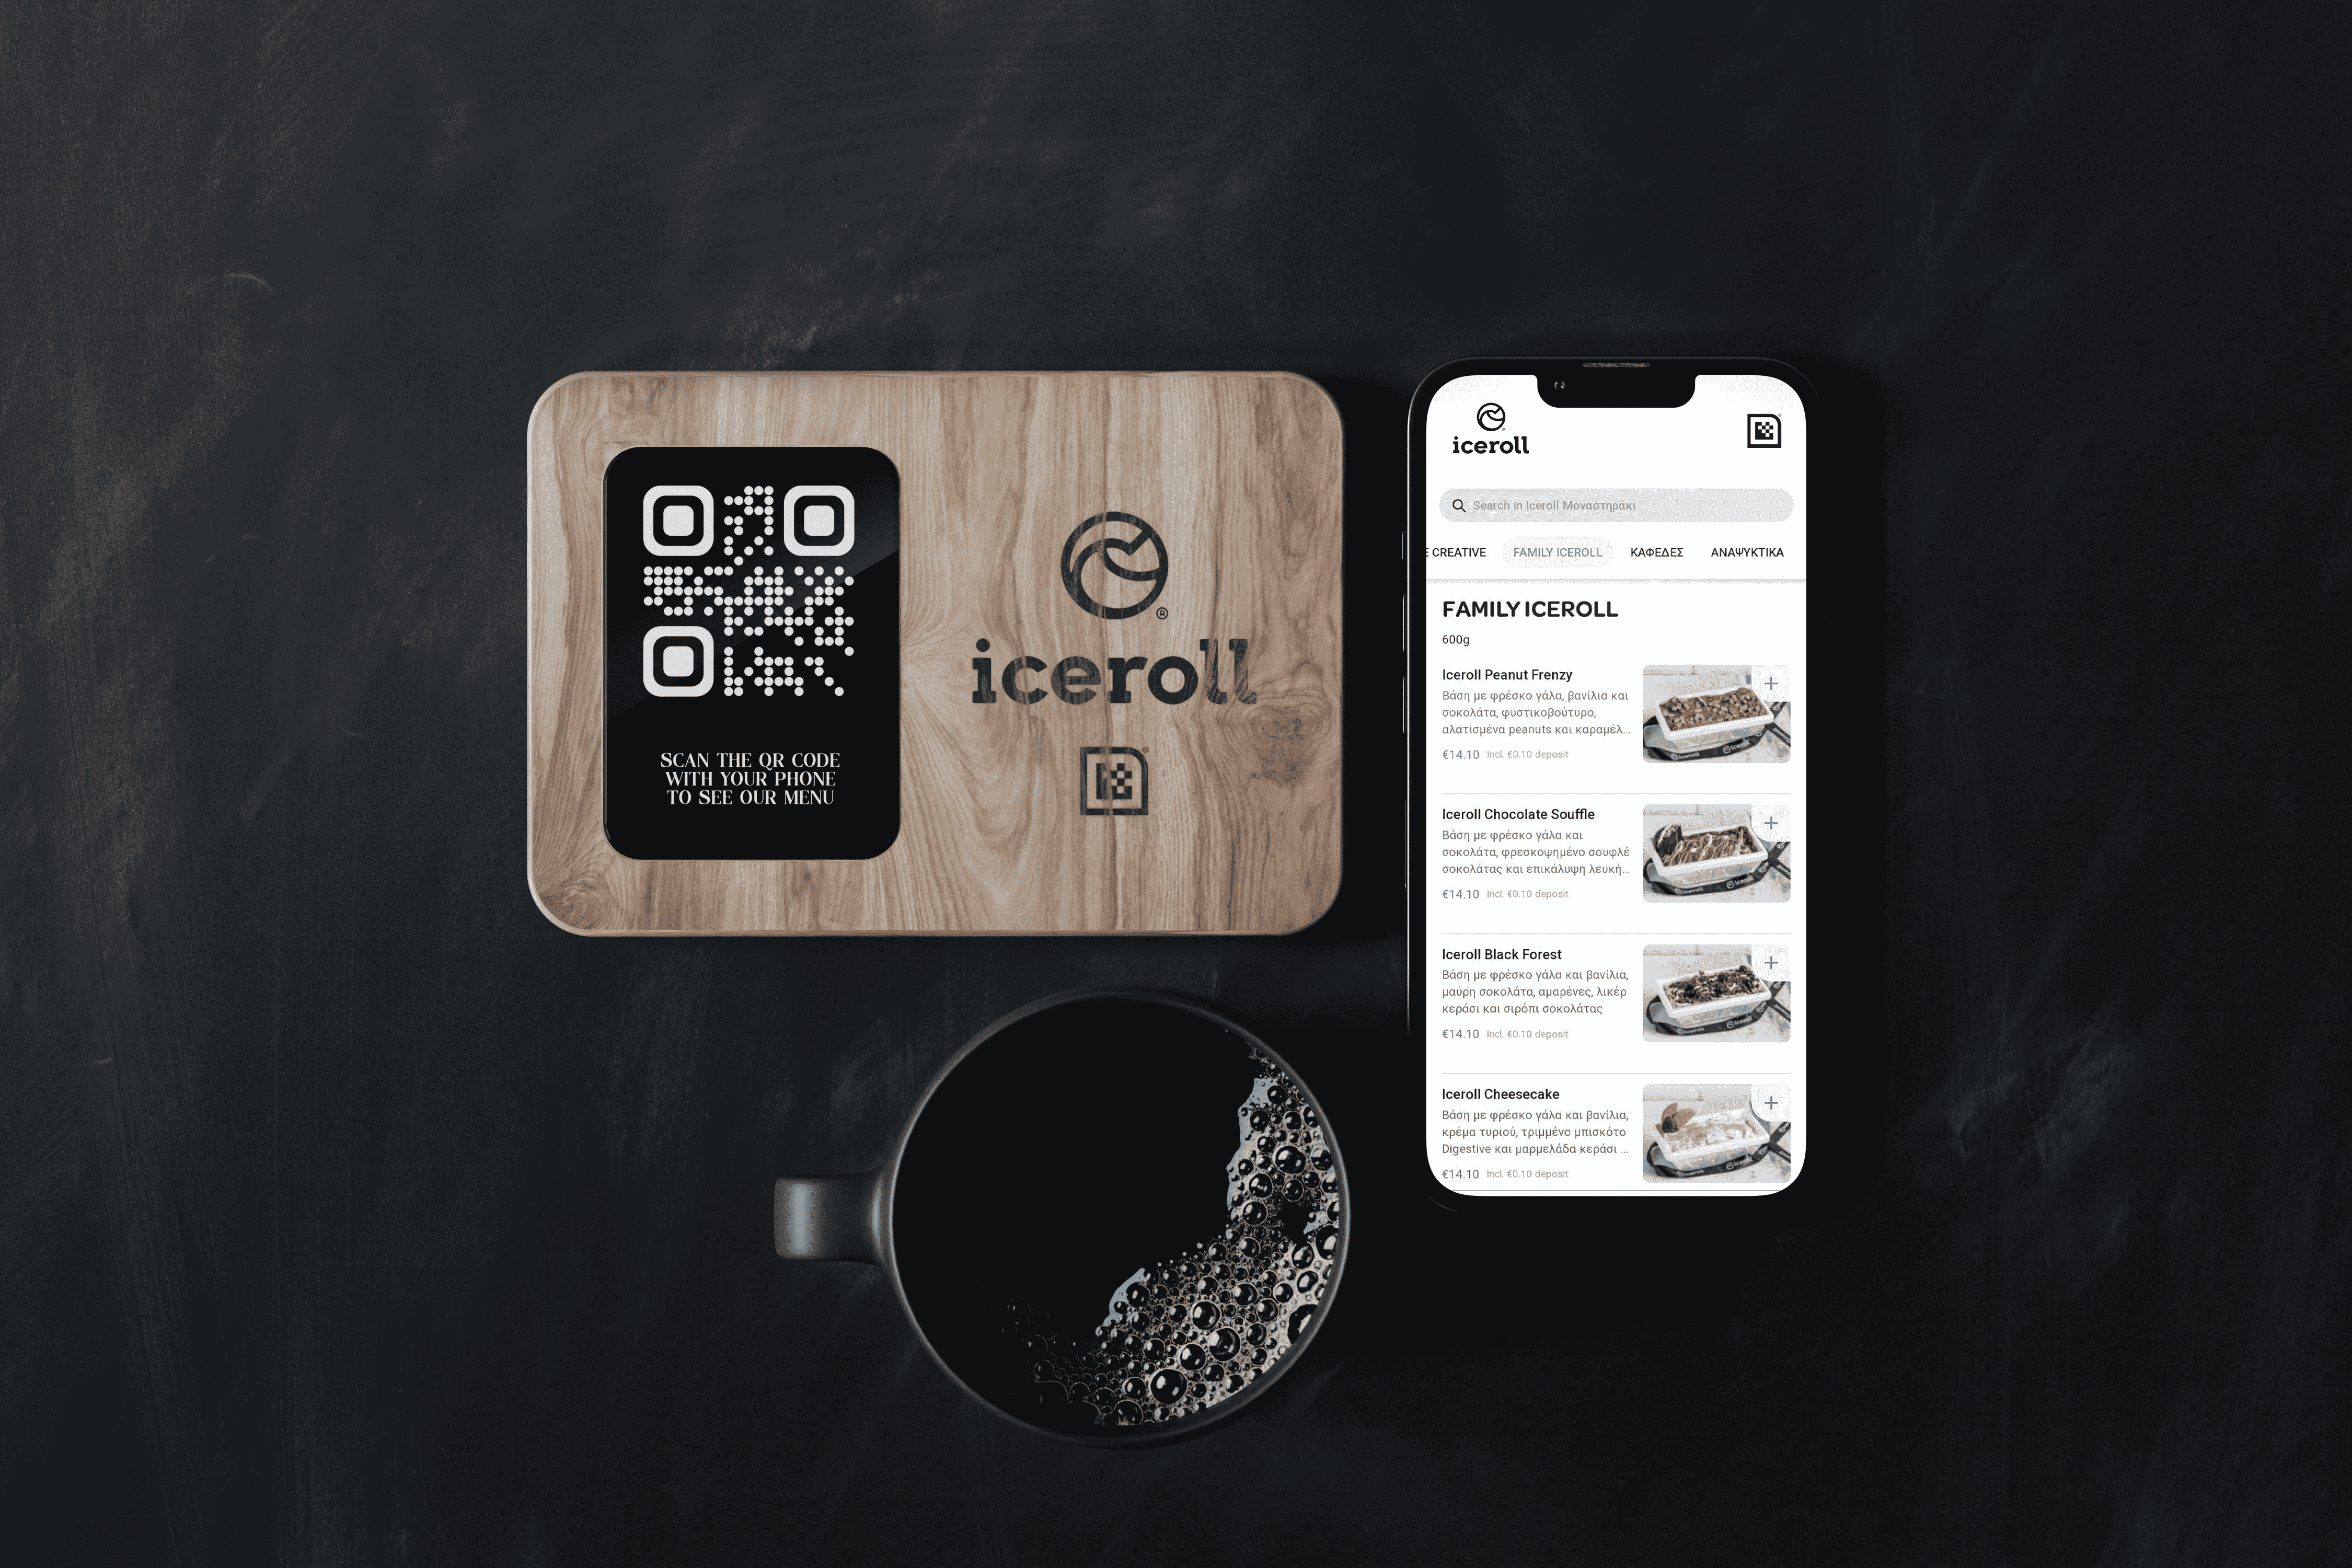 SCAN THE QR CODE
WITH YOUR PHONE
TO SEE OUR MENU
®
iceroll
®
iceroll
Search in Iceroll Μοναστηράκι
E CREATIVE FAMILY ICEROLL ΚΑΦΕΔΕΣ ΑΝΑΨΥΚΤΙΚΑ
FAMILY ICEROLL
600g
Iceroll Peanut Frenzy
Βάση με φρέσκο γάλα, βανίλια και
σοκολάτα, φυστικοβούτυρο,
αλατισμένα peanuts και καραμέλ...
€14.10 Incl. €0.10 deposit
Iceroll Chocolate Souffle
Βάση με φρέσκο γάλα και
σοκολάτα, φρεσκοψημένο σουφλέ
σοκολάτας και επικάλυψη λευκή...
€14.10 Incl. €0.10 deposit
Iceroll Black Forest
Βάση με φρέσκο γάλα και βανίλια,
μαύρη σοκολάτα, αμαρένες, λικέρ
κεράσι και σιρόπι σοκολάτας
€14.10 Incl. €0.10 deposit
Iceroll Cheesecake
Βάση με φρέσκο γάλα και βανίλια,
κρέμα τυριού, τριμμένο μπισκότο
Digestive και μαρμελάδα κεράσι ...
€14.10 Incl. €0.10 deposit